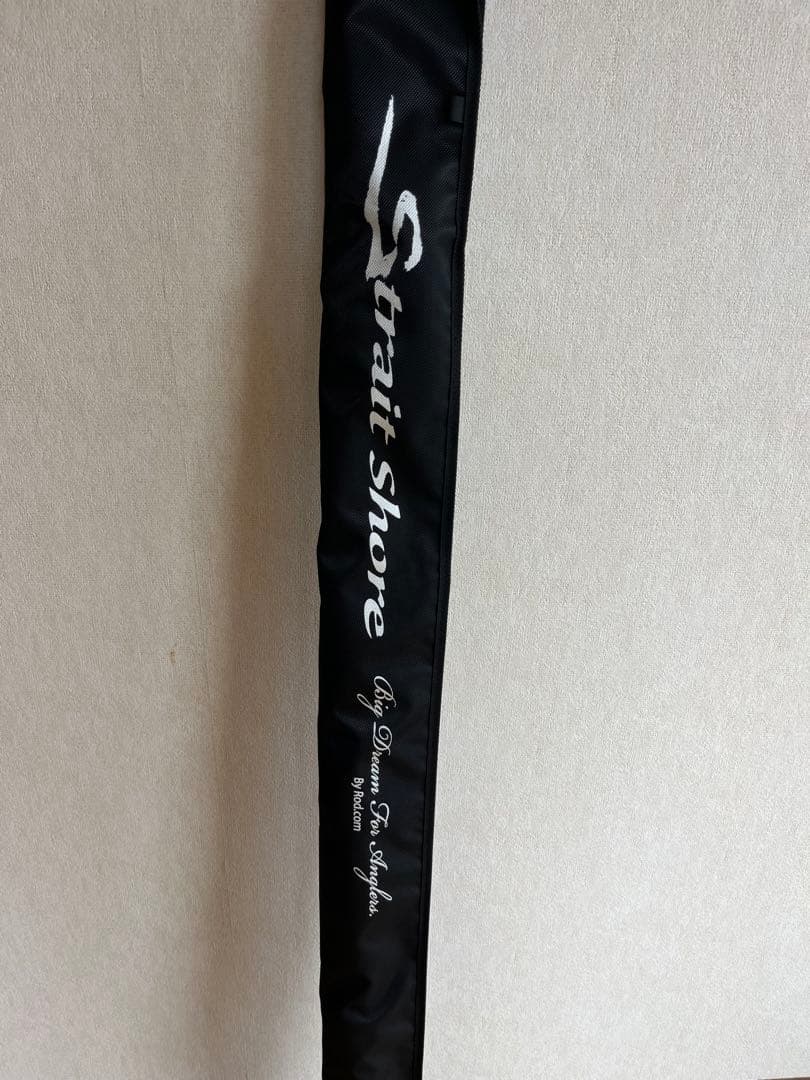 Strait shore
Big Dream For Anglers.
By Rod.com